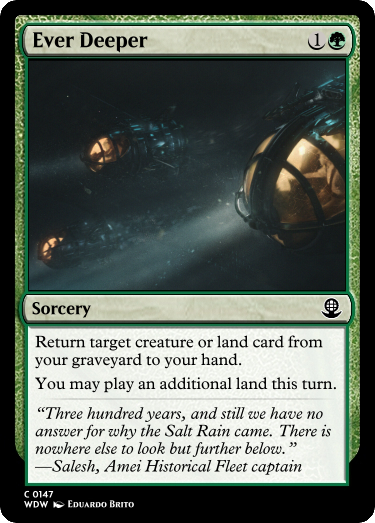 Ever Deeper 1
Sorcery
Return target creature or land card from
your graveyard to your hand.
You may play an additional land this turn.
“Three hundred years, and still we have no
answer for why the Salt Rain came. There is
nowhere else to look but further below.”
—Salesh, Amei Historical Fleet captain
C 0147
WDW Eduardo Brito